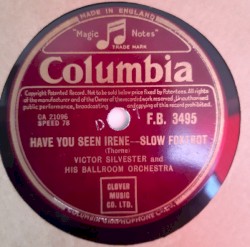 MADE IN ENGLAND
"Magic Notes"
TRADE MARK
Columbia
Copyright Patented Record. Not to be sold below price fixed by Patentees. All rights
of the manufacturer and of the Owner of recorded work reserved. Unauthorised
public performance, broadcasting and copying of this record prohibited.
CA 21096
SPEED 78
F.B. 3495
HAVE YOU SEEN IRENE—SLOW FOXTROT
(Thorne)
VICTOR SILVESTER and
HIS BALLROOM ORCHESTRA
CLOVER
MUSIC
CO. LTD.
COLUMBIA GRAPHOPHONE